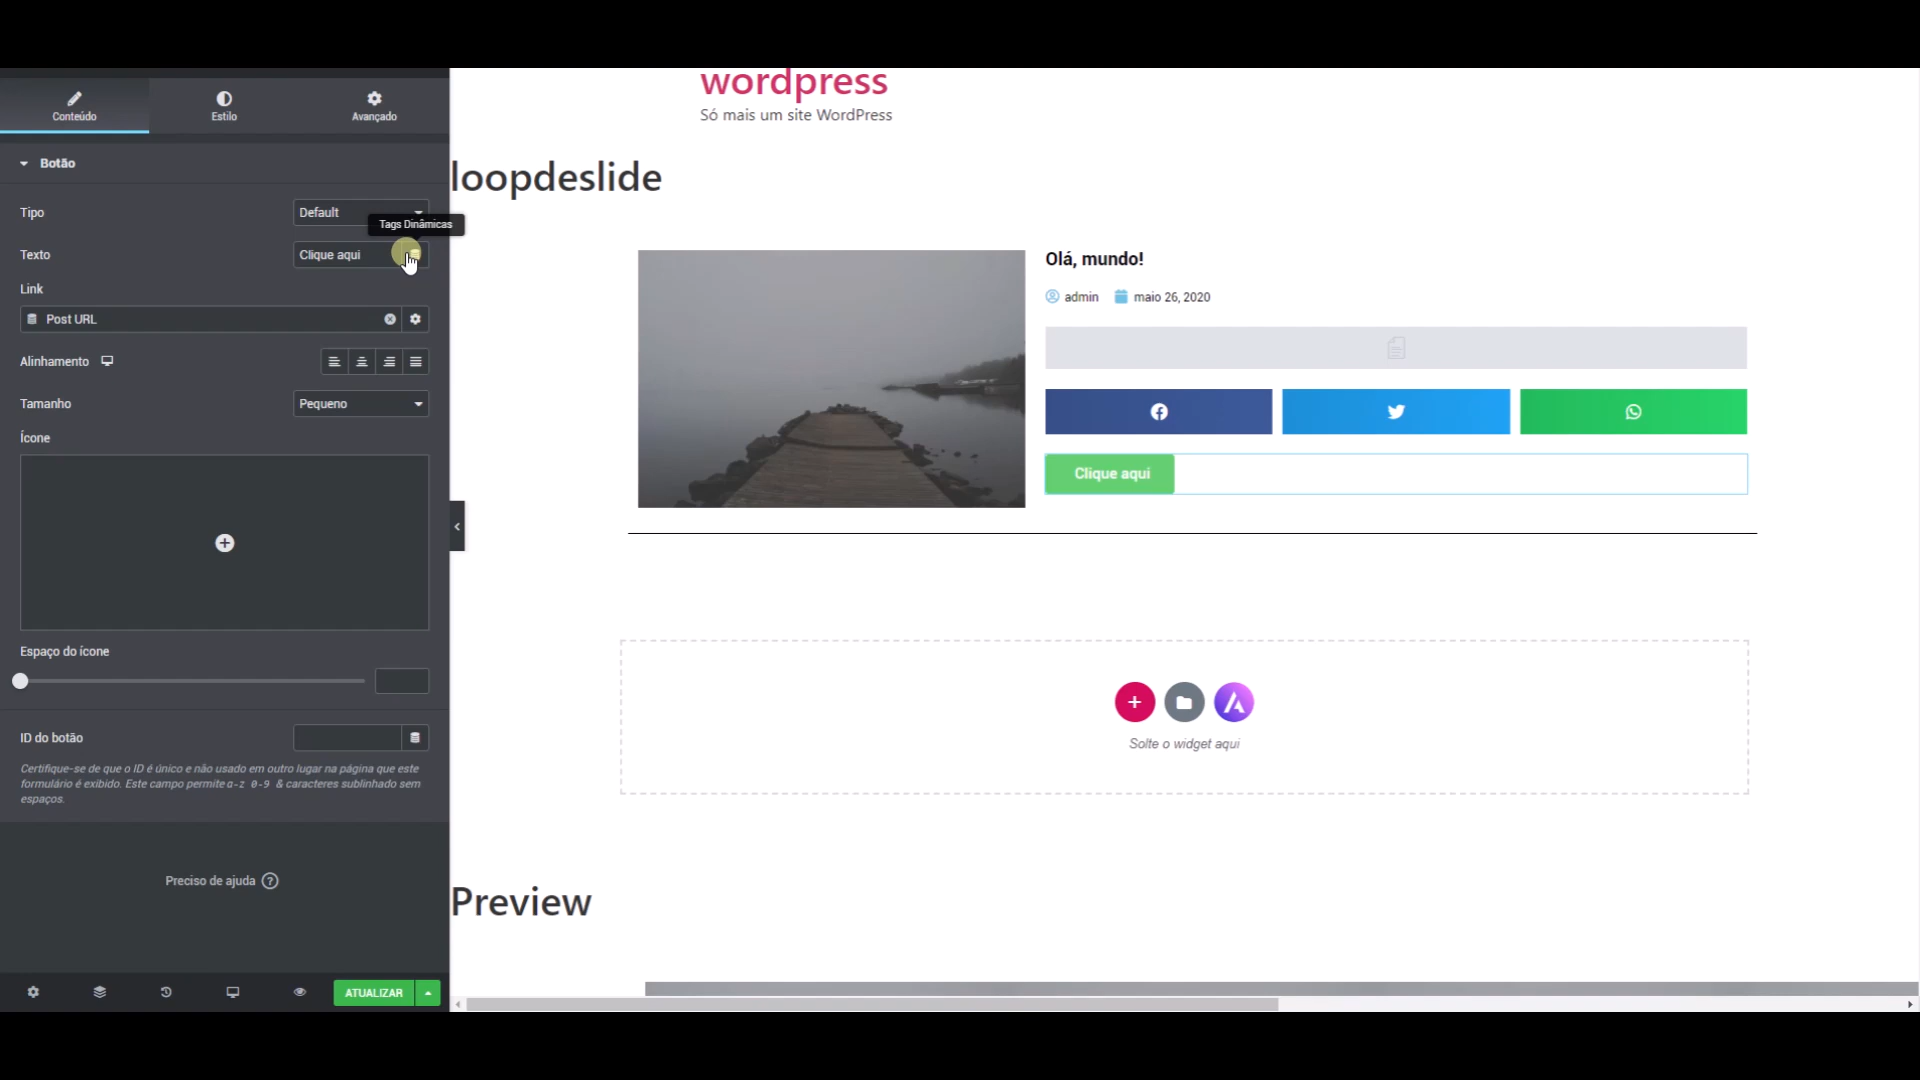 Conteúdo
Estilo
Avançado
Botão
Tipo
Default
Tags Dinâmicas
Texto
Clique aqui
Link
Post URL
Alinhamento
Tamanho
Pequeno
Ícone
Espaço do ícone
ID do botão
Certifique-se de que o ID é único e não usado em outro lugar na página que este
formulário é exibido. Este campo permite a-z 0-9 & caracteres sublinhado sem
espaços.
Preciso de ajuda ?
ATUALIZAR
wordpress
Só mais um site WordPress
loopdeslide
Olá, mundo!
admin
maio 26, 2020
Clique aqui
Solte o widget aqui
Preview